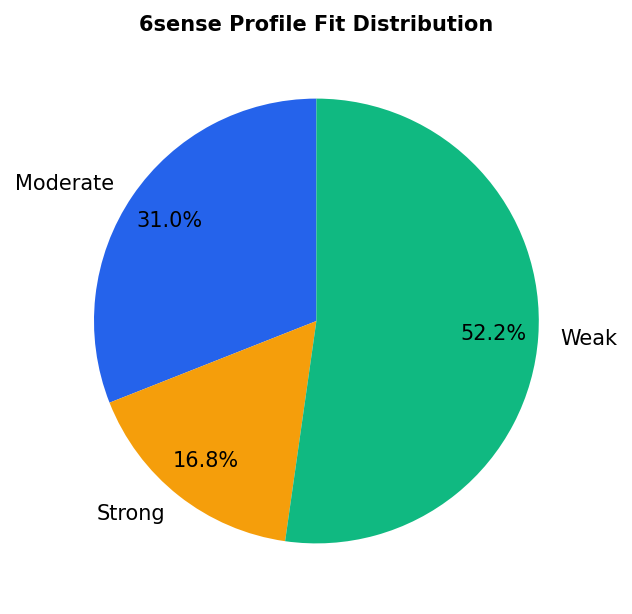 6sense Profile Fit Distribution
Moderate
31.0%
52.2%
Weak
16.8%
Strong